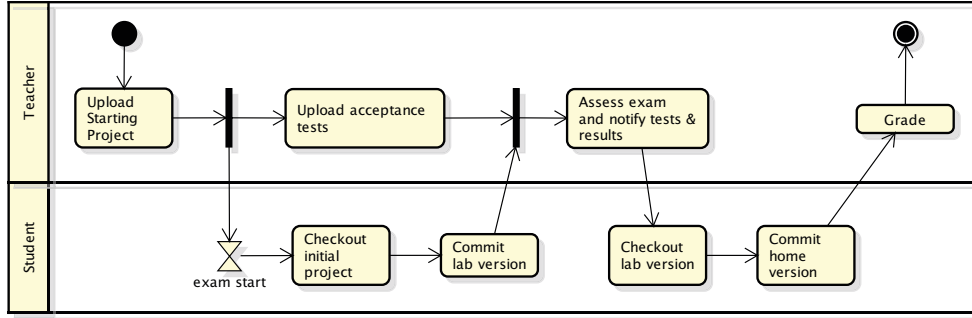 Teacher
Upload
Starting
Project
Upload acceptance
tests
Assess exam
and notify tests &
results
Grade
Student
exam start
Checkout
initial
project
Commit
lab version
Checkout
lab version
Commit
home
version